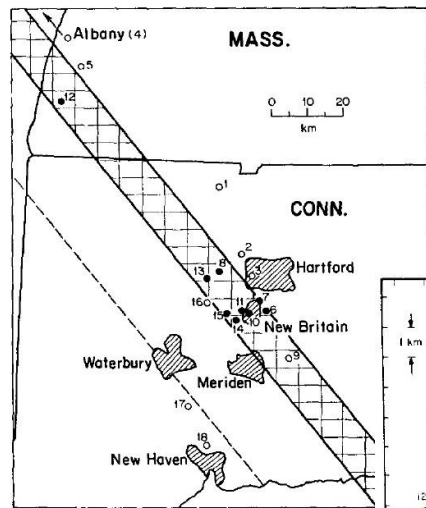 Albany (4)
MASS.
5
12
0 10 20
km
1
CONN.
2
3
Hartford
8
13
16
7
11
6
15
10
14
New Britain
1 km
Waterbury
Meriden
9
17
18
New Haven
12